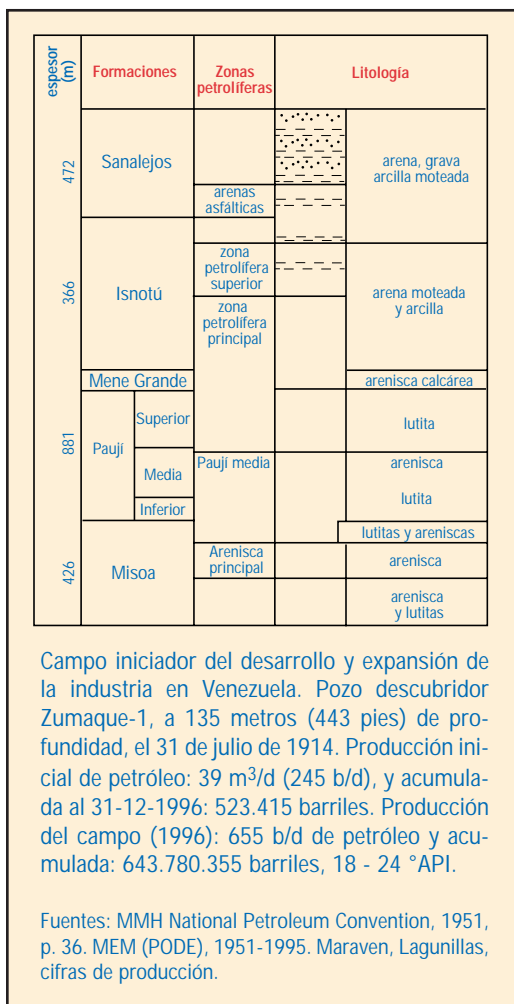 espesor
(m)
Formaciones
Zonas
petrolíferas
Litología
472
Sanalejos
arenas
asfálticas
arena, grava
arcilla moteada
366
Isnotú
zona
petrolífera
superior
zona
petrolífera
principal
arena moteada
y arcilla
Mene Grande
arenisca calcárea
881
Paují
Superior
lutita
Media
Paují media
arenisca
lutita
Inferior
lutitas y areniscas
426
Misoa
Arenisca
principal
arenisca
arenisca
y lutitas
Campo iniciador del desarrollo y expansión de
la industria en Venezuela. Pozo descubridor
Zumaque-1, a 135 metros (443 pies) de pro-
fundidad, el 31 de julio de 1914. Producción ini-
cial de petróleo: 39 m³/d (245 b/d), y acumula-
da al 31-12-1996: 523.415 barriles. Producción
del campo (1996): 655 b/d de petróleo y acu-
mulada: 643.780.355 barriles, 18 - 24 °API.
Fuentes: MMH National Petroleum Convention, 1951,
p. 36. MEM (PODE), 1951-1995. Maraven, Lagunillas,
cifras de producción.